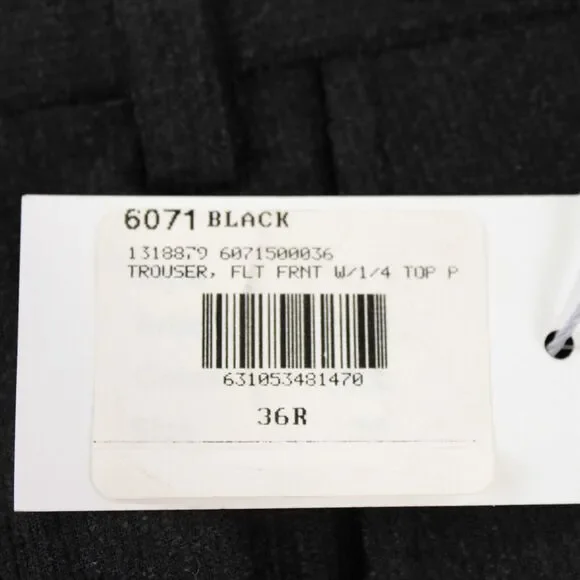 6071 BLACK
1318879 6071500036
TROUSER, FLT FRNT W/1/4 TOP P
631053481470
36R